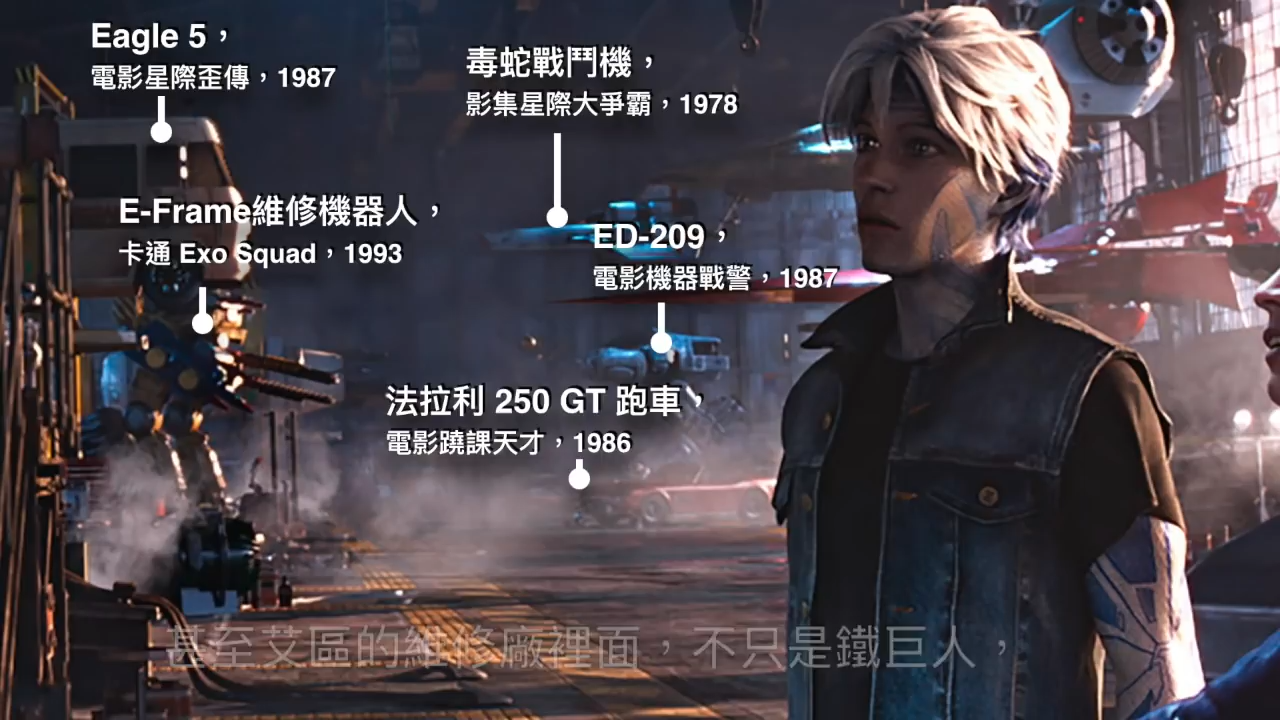 Eagle 5，
電影星際歪傳，1987
毒蛇戰鬥機，
影集星際大爭霸，1978
E-Frame維修機器人，
卡通 Exo Squad，1993
ED-209，
電影機器戰警，1987
法拉利 250 GT 跑車，
電影蹺課天才，1986
甚至艾區的維修廠裡面，不只是鐵巨人，